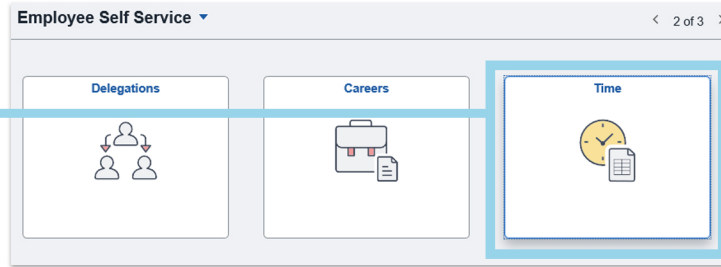 Employee Self Service
2 of 3
Delegations
Careers
Time